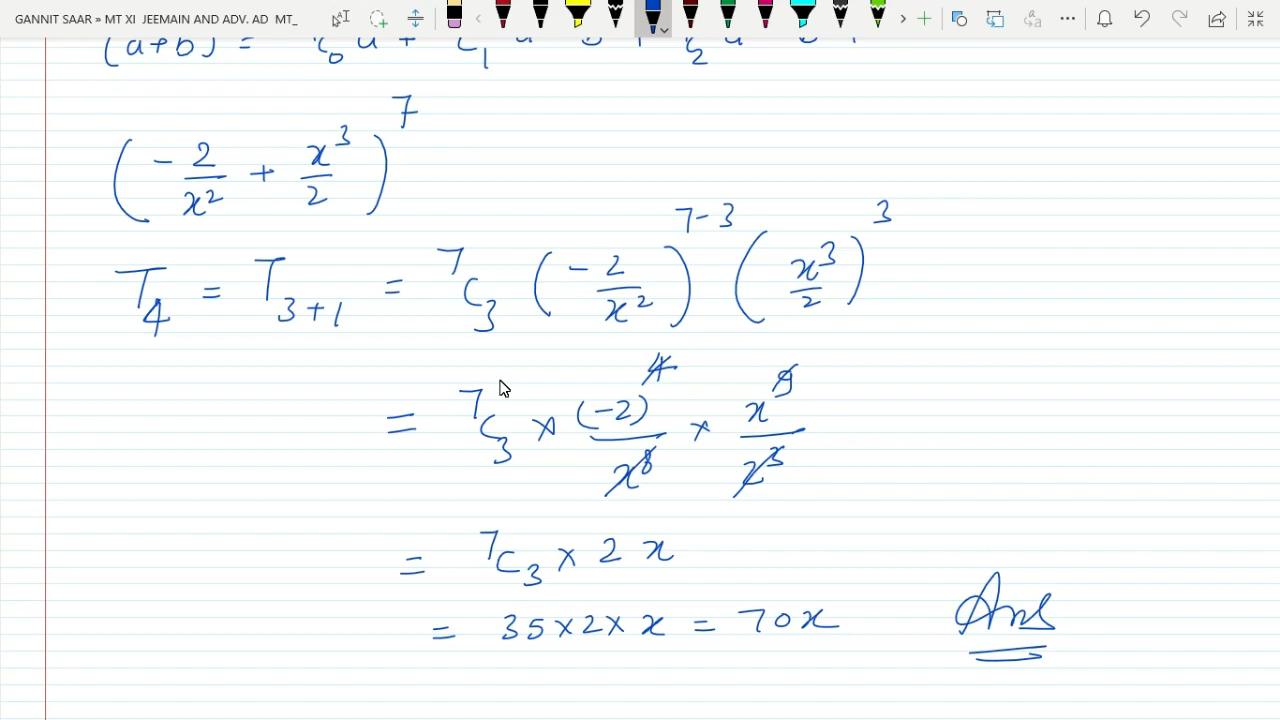 GANNIT SAAR » MT XI JEEMAIN AND ADV. AD MT_
(a+b) =
(-2/x² + x³/2)⁷
T₄ = T₃₊₁ = ⁷C₃ (-2/x²)⁷⁻³ (x³/2)³
= ⁷C₃ × (-2)⁴/x⁸ × x⁹/2³
= ⁷C₃ × 2 x
= 35×2× x = 70x Ans